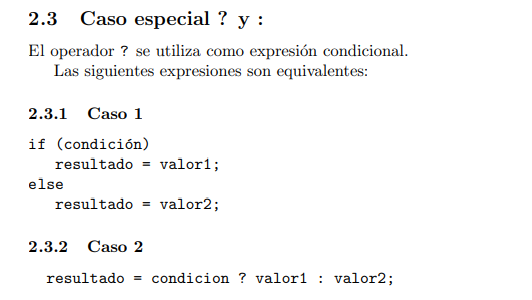 2.3 Caso especial ? y :
El operador ? se utiliza como expresión condicional.
Las siguientes expresiones son equivalentes:
2.3.1 Caso 1
if (condición)
resultado = valor1;
else
resultado = valor2;
2.3.2 Caso 2
resultado = condicion ? valor1 : valor2;